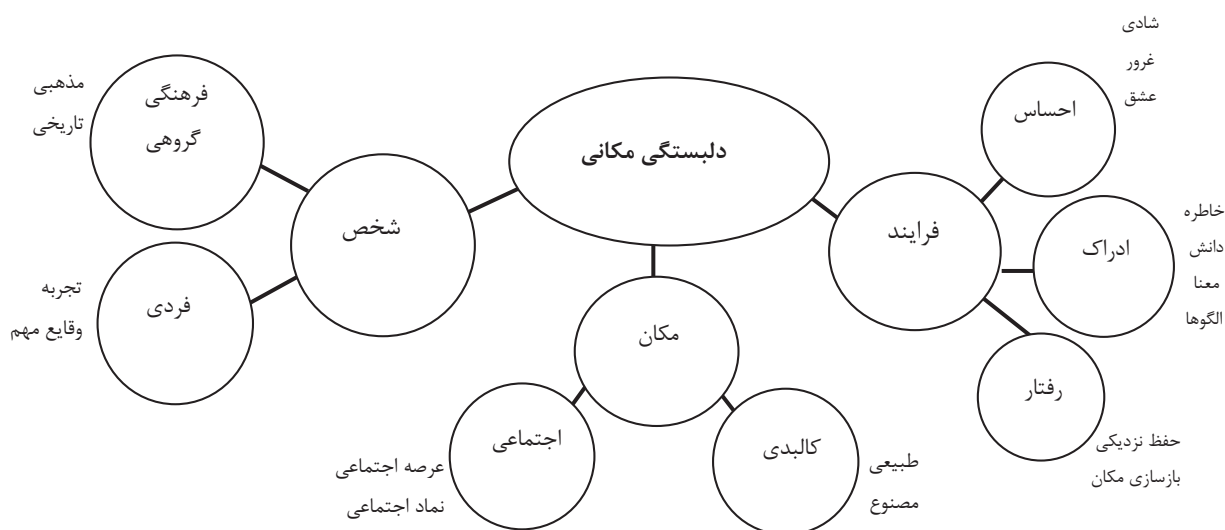 دلبستگی مکانی
فرایند
احساس
شادی
غرور
عشق
ادراک
خاطره
دانش
معنا
الگوها
رفتار
حفظ نزدیکی
بازسازی مکان
مکان
کالبدی
طبیعی
مصنوع
اجتماعی
عرصه اجتماعی
نماد اجتماعی
شخص
فرهنگی
گروهی
مذهبی
تاریخی
فردی
تجربه
وقایع مهم